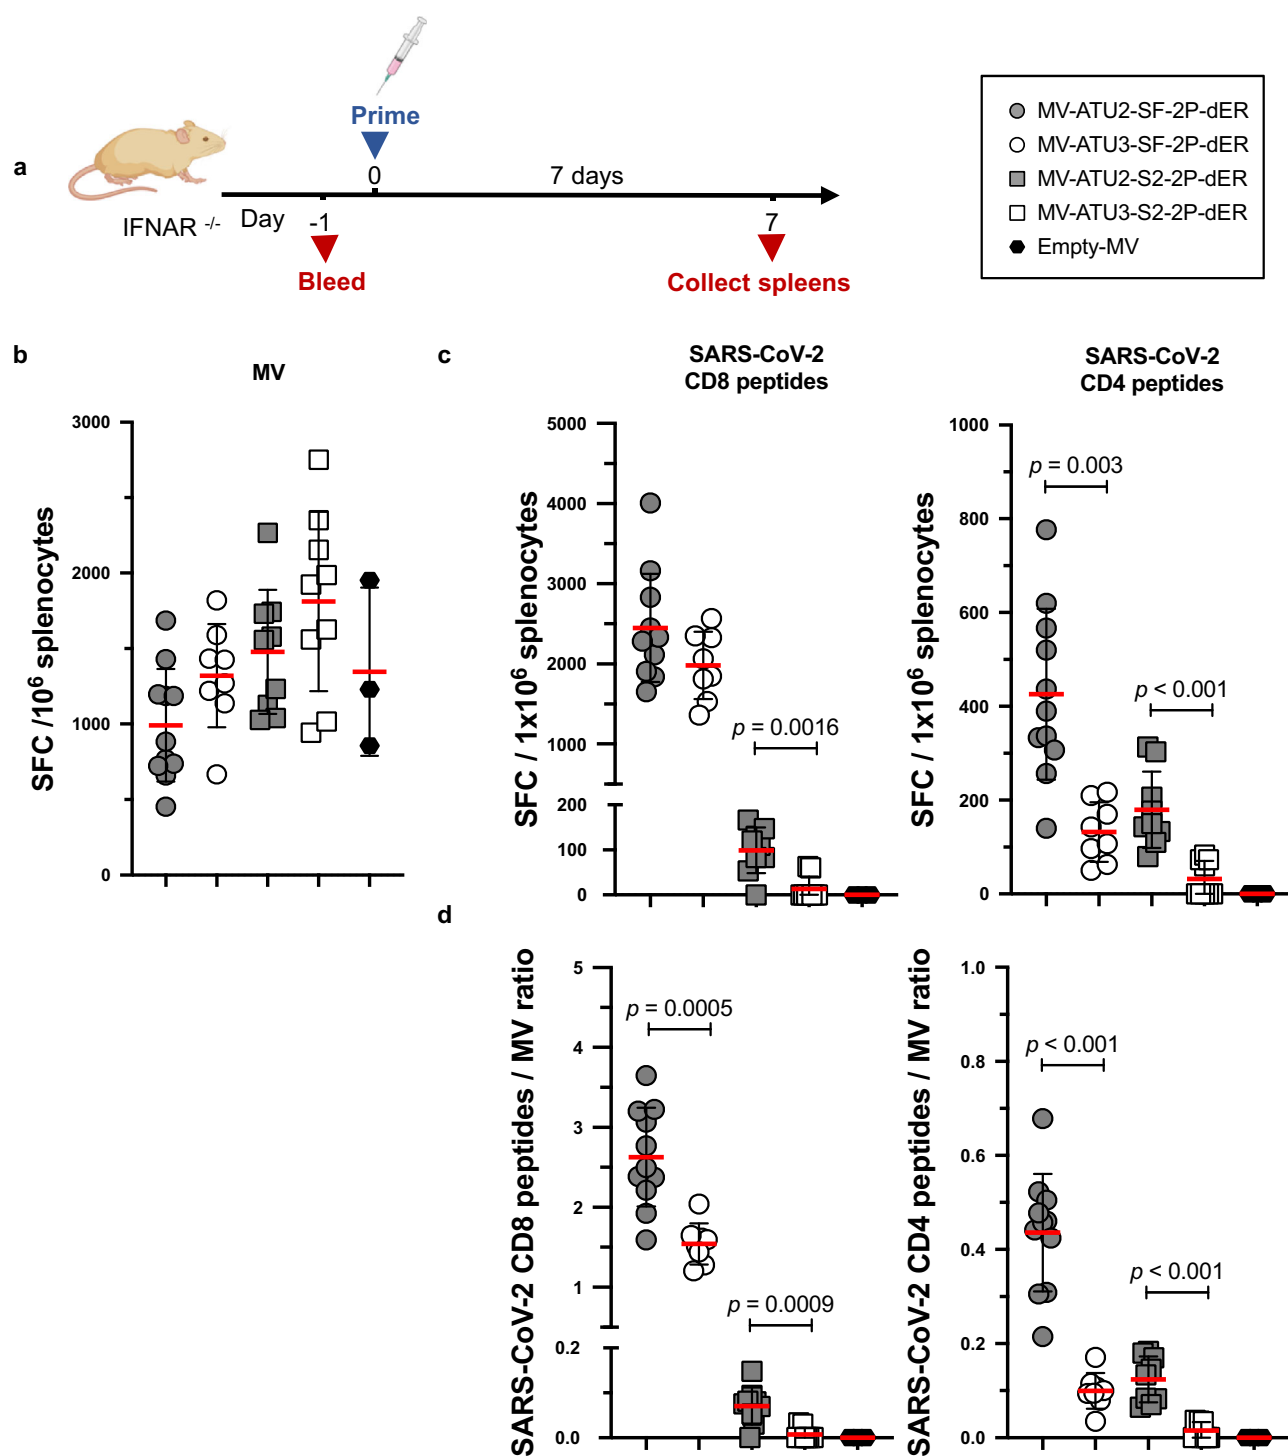 a
Prime
0
7 days
IFNAR -/-
Day
-1
7
Bleed
Collect spleens
MV-ATU2-SF-2P-dER
MV-ATU3-SF-2P-dER
MV-ATU2-S2-2P-dER
MV-ATU3-S2-2P-dER
Empty-MV
b
MV
SFC /10⁶ splenocytes
3000
2000
1000
0
c
SARS-CoV-2
CD8 peptides
SFC / 1x10⁶ splenocytes
5000
4000
3000
2000
1000
200
100
0
p = 0.0016
SARS-CoV-2
CD4 peptides
SFC / 1x10⁶ splenocytes
1000
800
600
400
200
0
p = 0.003
p < 0.001
d
SARS-CoV-2 CD8 peptides / MV ratio
5
4
3
2
1
0.2
0.0
p = 0.0005
p = 0.0009
SARS-CoV-2 CD4 peptides / MV ratio
1.0
0.8
0.6
0.4
0.2
0.0
p < 0.001
p < 0.001